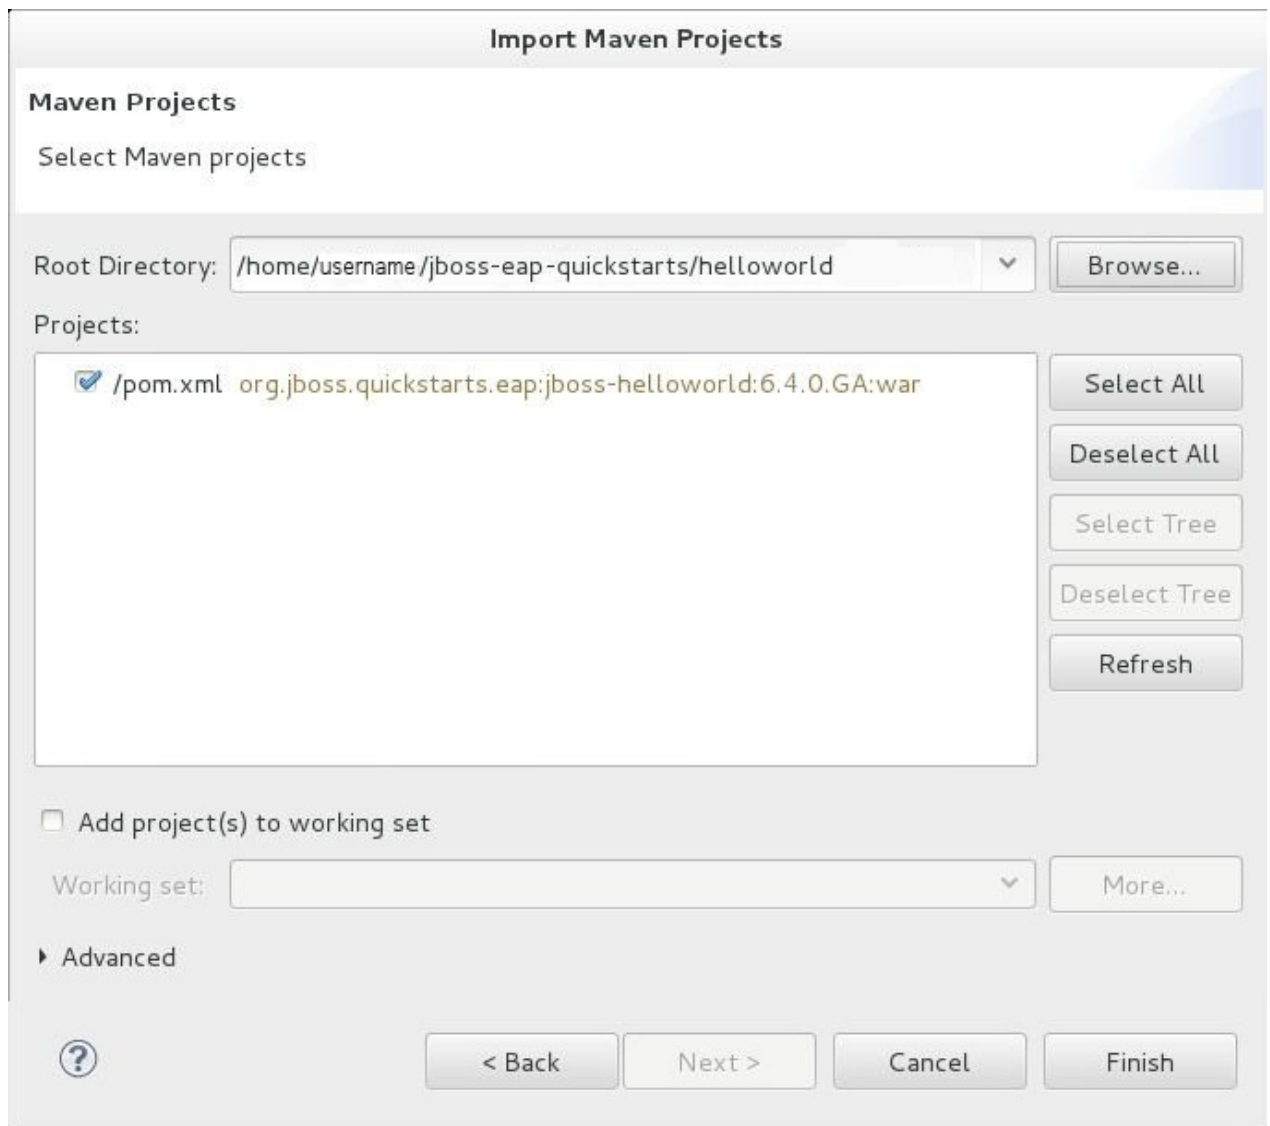 Import Maven Projects
Maven Projects
Select Maven projects
Root Directory: /home/username/jboss-eap-quickstarts/helloworld Browse...
Projects:
/pom.xml org.jboss.quickstarts.eap:jboss-helloworld:6.4.0.GA:war
Select All
Deselect All
Select Tree
Deselect Tree
Refresh
Add project(s) to working set
Working set: More...
Advanced
? < Back Next > Cancel Finish